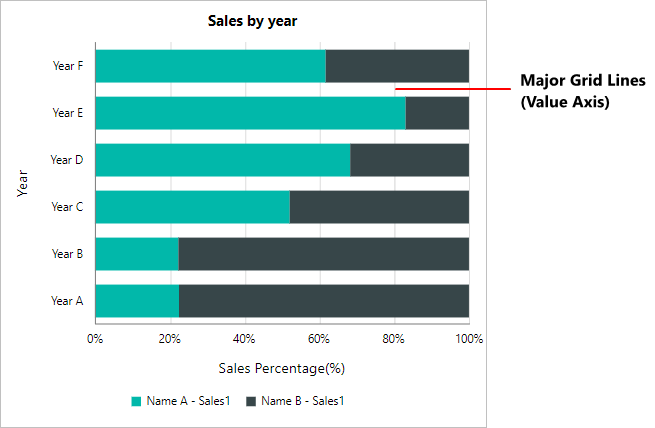 Sales by year
Year F
Year E
Year D
Year C
Year B
Year A
Year
0% 20% 40% 60% 80% 100%
Sales Percentage(%)
Name A - Sales1 Name B - Sales1
Major Grid Lines
(Value Axis)